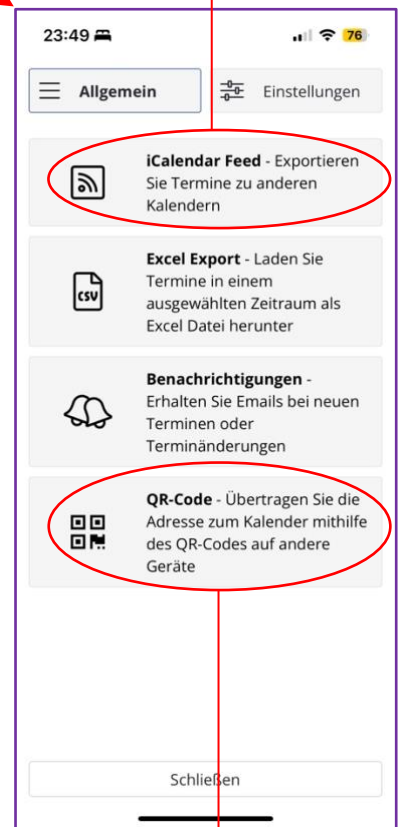 23:49
76
Allgemein
Einstellungen
iCalendar Feed - Exportieren
Sie Termine zu anderen
Kalendern
CSV
Excel Export - Laden Sie
Termine in einem
ausgewählten Zeitraum als
Excel Datei herunter
Benachrichtigungen -
Erhalten Sie Emails bei neuen
Terminen oder
Terminänderungen
QR-Code - Übertragen Sie die
Adresse zum Kalender mithilfe
des QR-Codes auf andere
Geräte
Schließen